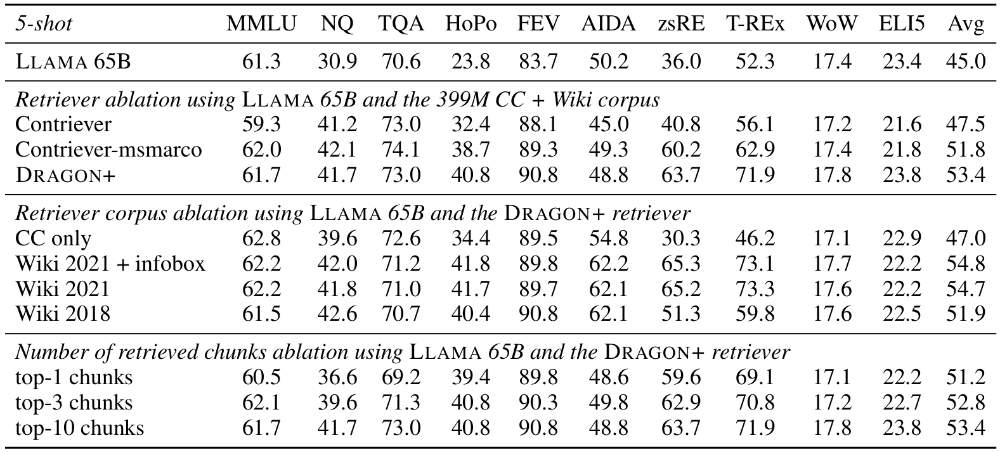 5-shot MMLU NQ TQA HoPo FEV AIDA zsRE T-REx WoW ELI5 Avg
LLAMA 65B 61.3 30.9 70.6 23.8 83.7 50.2 36.0 52.3 17.4 23.4 45.0
Retriever ablation using LLAMA 65B and the 399M CC + Wiki corpus
Contriever 59.3 41.2 73.0 32.4 88.1 45.0 40.8 56.1 17.2 21.6 47.5
Contriever-msmarco 62.0 42.1 74.1 38.7 89.3 49.3 60.2 62.9 17.4 21.8 51.8
DRAGON+ 61.7 41.7 73.0 40.8 90.8 48.8 63.7 71.9 17.8 23.8 53.4
Retriever corpus ablation using LLAMA 65B and the DRAGON+ retriever
CC only 62.8 39.6 72.6 34.4 89.5 54.8 30.3 46.2 17.1 22.9 47.0
Wiki 2021 + infobox 62.2 42.0 71.2 41.8 89.8 62.2 65.3 73.1 17.7 22.2 54.8
Wiki 2021 62.2 41.8 71.0 41.7 89.7 62.1 65.2 73.3 17.6 22.2 54.7
Wiki 2018 61.5 42.6 70.7 40.4 90.8 62.1 51.3 59.8 17.6 22.5 51.9
Number of retrieved chunks ablation using LLAMA 65B and the DRAGON+ retriever
top-1 chunks 60.5 36.6 69.2 39.4 89.8 48.6 59.6 69.1 17.1 22.2 51.2
top-3 chunks 62.1 39.6 71.3 40.8 90.3 49.8 62.9 70.8 17.2 22.7 52.8
top-10 chunks 61.7 41.7 73.0 40.8 90.8 48.8 63.7 71.9 17.8 23.8 53.4